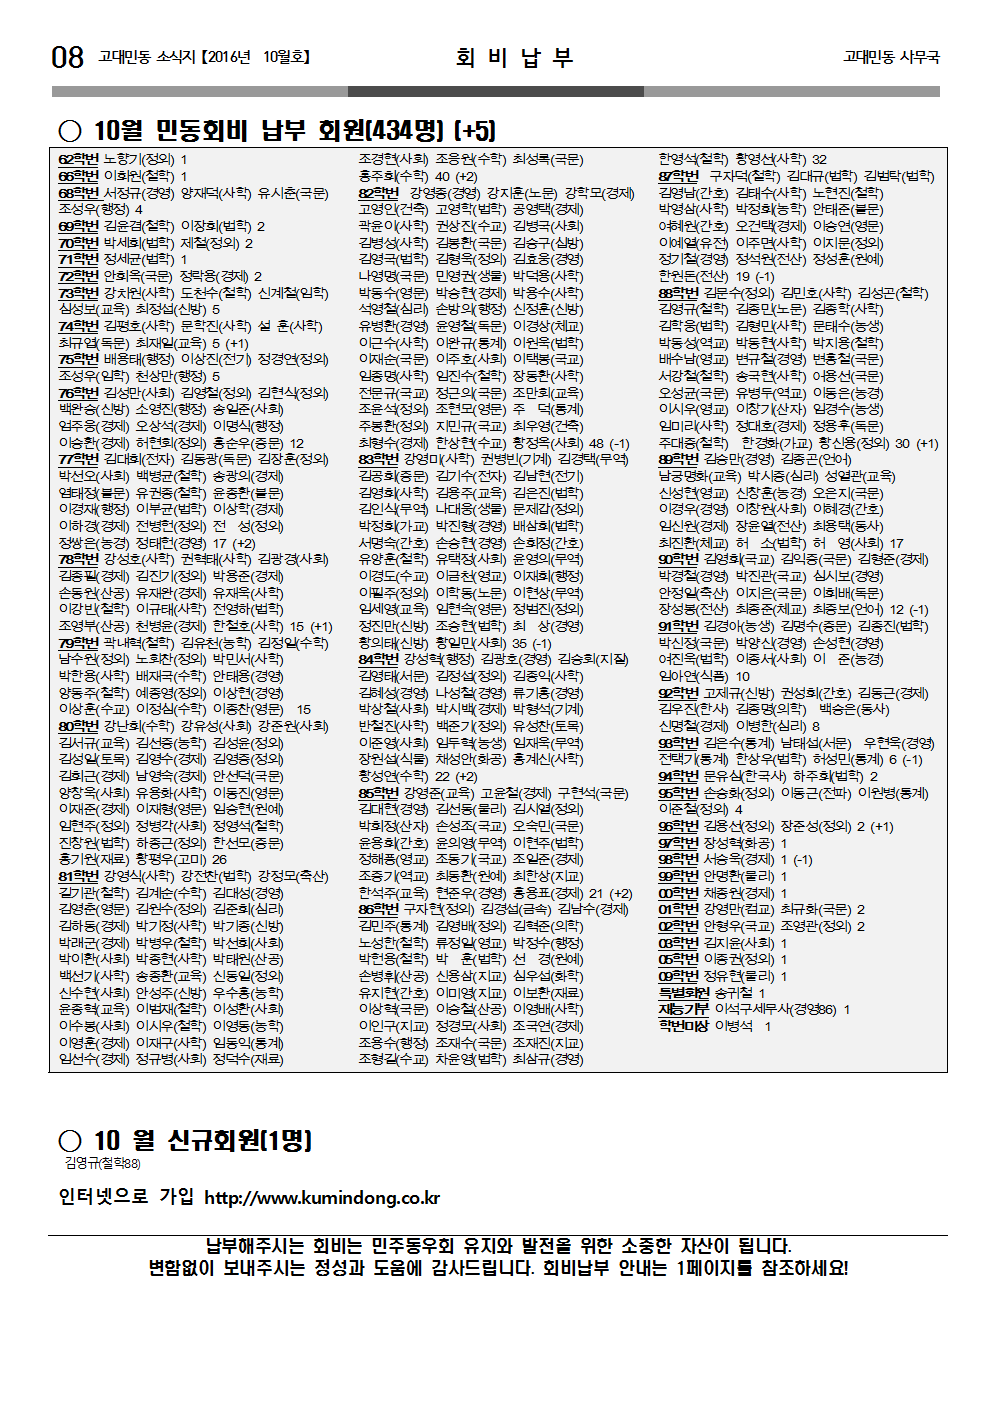 08 고대민동 소식지【2016년 10월호】
회 비 납 부
고대민동 사무국
○ 10월 민동회비 납부 회원(434명) (+5)
62학번 노향기(정외) 1
66학번 이화원(철학) 1
68학번 서정규(경영) 양재덕(사학) 유시춘(국문)
조성우(행정) 4
69학번 김윤겸(철학) 이장희(법학) 2
70학번 박세희(법학) 제철(정외) 2
71학번 정세균(법학) 1
72학번 안희옥(국문) 정탁용(경제) 2
73학번 강치원(사학) 도천수(철학) 신계철(임학)
심성보(교육) 최정섭(신방) 5
74학번 김평호(사학) 문학진(사학) 설 훈(사학)
최규엽(독문) 최재일(교육) 5 (+1)
75학번 배용태(행정) 이상진(전기) 정경연(정외)
조성우(임학) 천상만(행정) 5
76학번 김성만(사회) 김영철(정외) 김현식(정외)
백완승(신방) 소영진(행정) 송일준(사회)
엄주웅(경제) 오상석(경제) 이명식(행정)
이승환(경제) 허현회(정외) 홍순우(중문) 12
77학번 김대회(전자) 김동광(독문) 김장훈(정외)
박선오(사회) 백병규(철학) 송광의(경제)
염태정(불문) 유권종(철학) 윤종환(불문)
이경재(행정) 이부균(법학) 이상학(경제)
이하경(경제) 전병헌(정외) 전 성(정외)
정쌍은(농경) 정태헌(경영) 17 (+2)
78학번 강성호(사학) 권혁태(사학) 김광경(사회)
김종필(경제) 김진기(정외) 박용준(경제)
손동원(산공) 유재완(경제) 유재욱(사학)
이강빈(철학) 이규태(사학) 전영하(법학)
조영부(산공) 천병윤(경제) 한철호(사학) 15 (+1)
79학번 곽내혁(철학) 김유천(농학) 김정일(수학)
남수원(정외) 노회찬(정외) 박민서(사학)
박한용(사학) 배재국(수학) 안태용(경영)
양동주(철학) 예종영(정외) 이상현(경영)
이상훈(수교) 이정심(수학) 이종찬(영문) 15
80학번 강난희(수학) 강유성(사회) 강준원(사회)
김서규(교육) 김선종(농학) 김성윤(정외)
김성일(토목) 김영수(경제) 김영중(정외)
김회근(경제) 남영숙(경제) 안선덕(국문)
양창욱(사회) 유용화(사학) 이동진(영문)
이재준(경제) 이재형(영문) 임승현(원예)
임현주(정외) 정병각(사회) 정영석(철학)
진창원(법학) 하종근(정외) 한선모(중문)
홍기원(재료) 황평우(고미) 26
81학번 강영식(사학) 강전찬(법학) 강정모(축산)
길기관(철학) 김계순(수학) 김대성(경영)
김영춘(영문) 김원수(정외) 김준회(심리)
김하동(경제) 박기정(사학) 박기종(신방)
박래군(경제) 박병우(철학) 박선희(사회)
박이환(사회) 박종현(사학) 박태원(산공)
백선기(사학) 송종환(교육) 신동일(정외)
신수현(사회) 안성주(신방) 우수홍(농학)
윤종혁(교육) 이범재(철학) 이성환(사회)
이수봉(사회) 이시우(철학) 이영동(농학)
이영훈(경제) 이재구(사학) 임동익(통계)
임선수(경제) 정규병(사회) 정덕수(재료)
조경현(사회) 조응원(수학) 최성록(국문)
홍주희(수학) 40 (+2)
82학번 강영종(경영) 강지훈(노문) 강학모(경제)
고영인(건축) 고영학(법학) 공영택(경제)
곽윤이(사학) 권상진(수교) 김병국(사회)
김병성(사학) 김봉환(국문) 김승구(심방)
김영국(법학) 김형욱(정외) 김효응(경영)
나영명(국문) 민영권(생물) 박덕용(사학)
박동수(영문) 박승현(경제) 박용수(사학)
석영철(심리) 손방의(행정) 신정훈(신방)
유병환(경영) 윤영철(독문) 이경상(체교)
이근수(사학) 이완규(통계) 이원욱(법학)
이재순(국문) 이주호(사회) 이택봉(국교)
임종명(사학) 임진수(철학) 장동환(사학)
전문규(국교) 정근의(국문) 조만회(교육)
조윤석(정외) 조현모(영문) 주 덕(통계)
주봉환(정외) 지민규(국교) 최우영(건축)
최형수(경제) 한상현(수교) 황정옥(사회) 48 (-1)
83학번 강영미(사학) 권병빈(기계) 김경택(무역)
김공회(중문) 김기수(전자) 김남현(전기)
김영희(사학) 김용주(교육) 김은진(법학)
김인식(무역) 나대웅(생물) 문제갑(정외)
박정희(가교) 박진형(경영) 배삼희(법학)
서명숙(간호) 손승현(경영) 손희정(간호)
유앙훈(철학) 유택정(사회) 윤영의(무역)
이경도(수교) 이금천(영교) 이재희(행정)
이필주(정외) 이학동(노문) 이현상(무역)
임세영(교육) 임현숙(영문) 정범진(정외)
정진만(신방) 조승현(법학) 최 상(경영)
황의태(신방) 황일민(사회) 35 (-1)
84학번 강성혁(행정) 김광호(경영) 김승회(지질)
김영태(서문) 김정섭(정외) 김종익(사학)
김혜성(경영) 나성철(경영) 류기홍(경영)
박상철(사회) 박시백(경제) 박형석(기계)
반철진(사학) 백준기(정외) 유성찬(토목)
이준영(사회) 임두혁(농생) 임재욱(무역)
장원섭(식물) 채성안(화공) 홍계신(사학)
황성연(수학) 22 (+2)
85학번 강영준(교육) 고윤철(경제) 구현석(국문)
김대현(경영) 김선동(물리) 김시열(정외)
박희정(산자) 손성조(국교) 오숙민(국문)
윤용희(간호) 윤의영(무역) 이현주(법학)
정해봉(영교) 조동기(국교) 조일준(경제)
조중기(역교) 최동환(원예) 최한상(지교)
한석주(교육) 현준우(경영) 홍용표(경제) 21 (+2)
86학번 구자현(정외) 김경섭(금속) 김남수(경제)
김민주(통계) 김영배(정외) 김혁준(의학)
노성한(철학) 류정일(영교) 박정수(행정)
박헌용(철학) 박 훈(법학) 선 경(원예)
손병휘(산공) 신용삼(지교) 심우섭(화학)
유지현(간호) 이미영(지교) 이보환(재료)
이상혁(국문) 이승철(산공) 이영배(사학)
이인구(지교) 정경모(사회) 조국연(경제)
조용수(행정) 조재수(국문) 조재진(지교)
조형길(수교) 차윤영(법학) 최삼규(경영)
한영석(철학) 황영선(사학) 32
87학번 구자덕(철학) 김대규(법학) 김범탁(법학)
김영남(간호) 김태수(사학) 노현진(철학)
박영삼(사학) 박정화(농학) 안태준(불문)
여혜원(간호) 오건택(경제) 이승연(영문)
이예열(유전) 이주면(사학) 이지문(정외)
정기철(경영) 정석원(전산) 정성훈(원예)
한원돈(전산) 19 (-1)
88학번 김문수(정외) 김민호(사학) 김성곤(철학)
김영규(철학) 김종민(노문) 김종학(사학)
김학웅(법학) 김형민(사학) 문태수(농생)
박동성(역교) 박동현(사학) 박지용(철학)
배수남(영교) 변규철(경영) 변홍철(국문)
서강철(철학) 송국현(사학) 어용선(국문)
오성균(국문) 유병두(역교) 이동은(농경)
이시우(영교) 이창기(산자) 임경수(농생)
임미리(사학) 정대호(경제) 정용후(독문)
주대중(철학) 한경화(가교) 황신용(정외) 30 (+1)
89학번 김승만(경영) 김종곤(언어)
남궁명화(교육) 박시종(심리) 성열관(교육)
신성현(영교) 신창훈(농경) 오은지(국문)
이경우(경영) 이창원(사회) 이혜경(간호)
임신원(경제) 장윤열(전산) 최용택(동사)
최진환(체교) 허 소(법학) 허 영(사회) 17
90학번 김영희(국교) 김익중(국문) 김형준(경제)
박경철(경영) 박진관(국교) 심시보(경영)
안정일(축산) 이지은(국문) 이회배(독문)
장성봉(전산) 최종준(체교) 최중보(언어) 12 (-1)
91학번 김경아(농생) 김명수(중문) 김종진(법학)
박신정(국문) 박앙신(경영) 손성현(경영)
여진욱(법학) 이종서(사회) 이 준(농경)
임아연(식품) 10
92학번 고제규(신방) 권성희(간호) 김동근(경제)
김우진(한사) 김종명(의학) 백승은(동사)
신명철(경제) 이병한(심리) 8
93학번 김은수(통계) 남태섭(서문) 우현욱(경영)
전택기(통계) 한상우(법학) 허성민(통계) 6 (-1)
94학번 문유심(한국사) 하주희(법학) 2
95학번 손승화(정외) 이동근(전파) 이원병(통계)
이준철(정외) 4
96학번 김용선(정외) 장준성(정외) 2 (+1)
97학번 장성혁(화공) 1
98학번 서승욱(경제) 1 (-1)
99학번 안명환(물리) 1
00학번 채종원(경제) 1
01학번 강영만(컴교) 최규화(국문) 2
02학번 안형우(국교) 조영관(정외) 2
03학번 김지윤(사회) 1
05학번 이중권(정외) 1
09학번 정유현(물리) 1
특별회원 송귀철 1
재능기부 이석구세무사(경영86) 1
학번미상 이병석 1
○ 10 월 신규회원(1명)
김영규(철학88)
인터넷으로 가입 http://www.kumindong.co.kr
납부해주시는 회비는 민주동우회 유지와 발전을 위한 소중한 자산이 됩니다.
변함없이 보내주시는 정성과 도움에 감사드립니다. 회비납부 안내는 1페이지를 참조하세요!